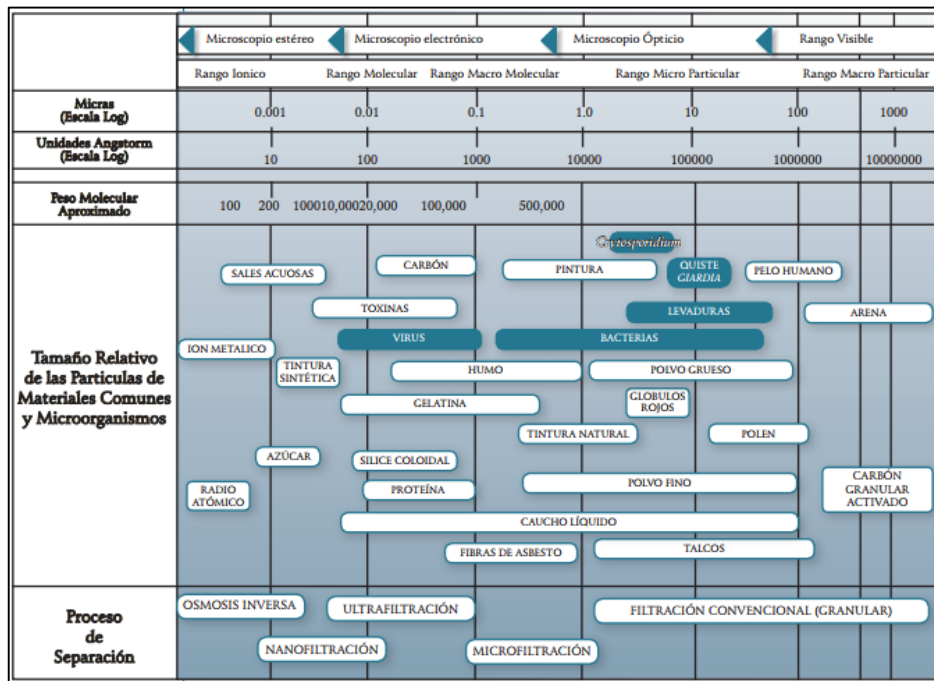 Microscopio estéreo
Microscopio electrónico
Microscopio Ópticio
Rango Visible
Rango Ionico
Rango Molecular
Rango Macro Molecular
Rango Micro Particular
Rango Macro Particular
Micras
(Escala Log)
0.001
0.01
0.1
1.0
10
100
1000
Unidades Angstorm
(Escala Log)
10
100
1000
10000
100000
1000000
10000000
Peso Molecular
Aproximado
100
200
1000
10,000
20,000
100,000
500,000
Tamaño Relativo
de las Particulas de
Materiales Comunes
y Microorganismos
SALES ACUOSAS
CARBÓN
PINTURA
QUISTE
GIARDIA
PELO HUMANO
TOXINAS
LEVADURAS
ARENA
VIRUS
BACTERIAS
ION METALICO
TINTURA
SINTÉTICA
HUMO
POLVO GRUESO
GELATINA
GLOBULOS
ROJOS
TINTURA NATURAL
POLEN
AZÚCAR
SILICE COLOIDAL
RADIO
ATÓMICO
PROTEÍNA
POLVO FINO
CARBÓN
GRANULAR
ACTIVADO
CAUCHO LÍQUIDO
FIBRAS DE ASBESTO
TALCOS
Proceso
de
Separación
OSMOSIS INVERSA
ULTRAFILTRACIÓN
FILTRACIÓN CONVENCIONAL (GRANULAR)
NANOFILTRACIÓN
MICROFILTRACIÓN